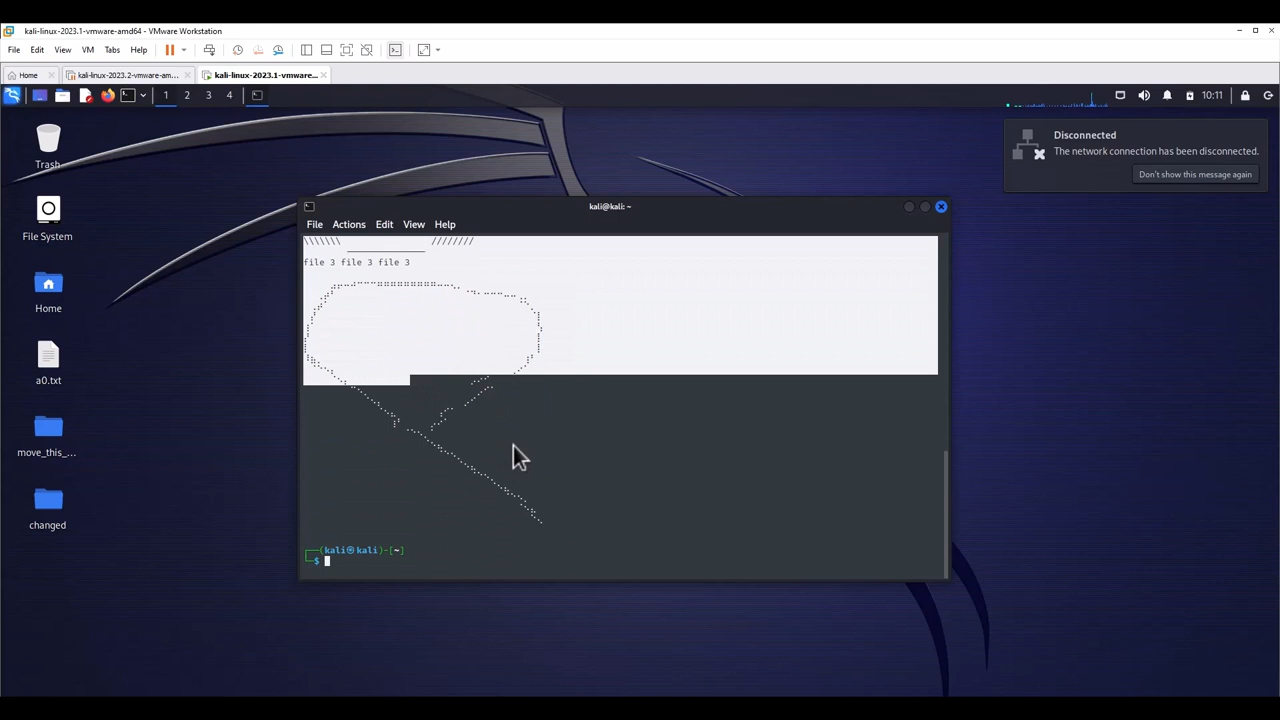 kali-linux-2023.1-vmware-amd64 - VMware Workstation
File Edit View VM Tabs Help
Home kali-linux-2023.2-vmware-am... kali-linux-2023.1-vmware...
1 2 3 4 10:11
Disconnected
The network connection has been disconnected.
Don't show this message again
Trash
File System
Home
a0.txt
move_this_...
changed
kali@kali: ~
File Actions Edit View Help
\\\\\\\ ______________ ////////
file 3 file 3 file 3
┌──(kali㉿kali)-[~]
└─$